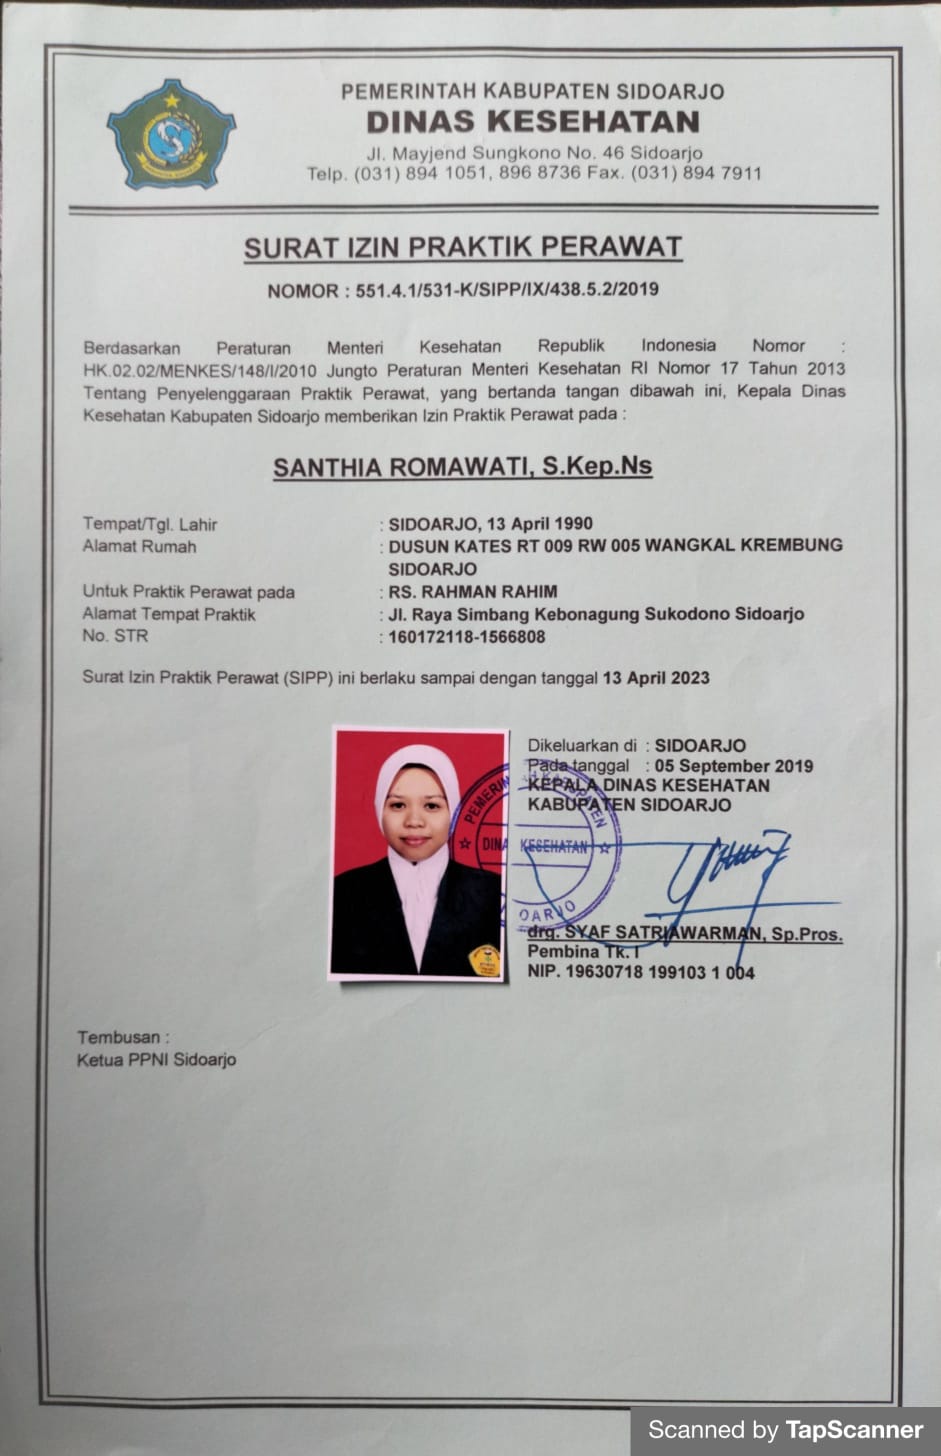 PEMERINTAH KABUPATEN SIDOARJO
DINAS KESEHATAN
Jl. Mayjend Sungkono No. 46 Sidoarjo
Telp. (031) 894 1051, 896 8736 Fax. (031) 894 7911
SURAT IZIN PRAKTIK PERAWAT
NOMOR : 551.4.1/531-K/SIPP/IX/438.5.2/2019
Berdasarkan Peraturan Menteri Kesehatan Republik Indonesia Nomor :
HK.02.02/MENKES/148/I/2010 Jungto Peraturan Menteri Kesehatan RI Nomor 17 Tahun 2013
Tentang Penyelenggaraan Praktik Perawat, yang bertanda tangan dibawah ini, Kepala Dinas
Kesehatan Kabupaten Sidoarjo memberikan Izin Praktik Perawat pada :
SANTHIA ROMAWATI, S.Kep.Ns
Tempat/Tgl. Lahir : SIDOARJO, 13 April 1990
Alamat Rumah : DUSUN KATES RT 009 RW 005 WANGKAL KREMBUNG
SIDOARJO
Untuk Praktik Perawat pada : RS. RAHMAN RAHIM
Alamat Tempat Praktik : Jl. Raya Simbang Kebonagung Sukodono Sidoarjo
No. STR : 160172118-1566808
Surat Izin Praktik Perawat (SIPP) ini berlaku sampai dengan tanggal 13 April 2023
Dikeluarkan di : SIDOARJO
Pada tanggal : 05 September 2019
KEPALA DINAS KESEHATAN
KABUPATEN SIDOARJO
DINA KESEHATAN
drg. SYAF SATRIAWARMAN, Sp.Pros.
Pembina Tk. I
NIP. 19630718 199103 1 004
Tembusan :
Ketua PPNI Sidoarjo
Scanned by TapScanner